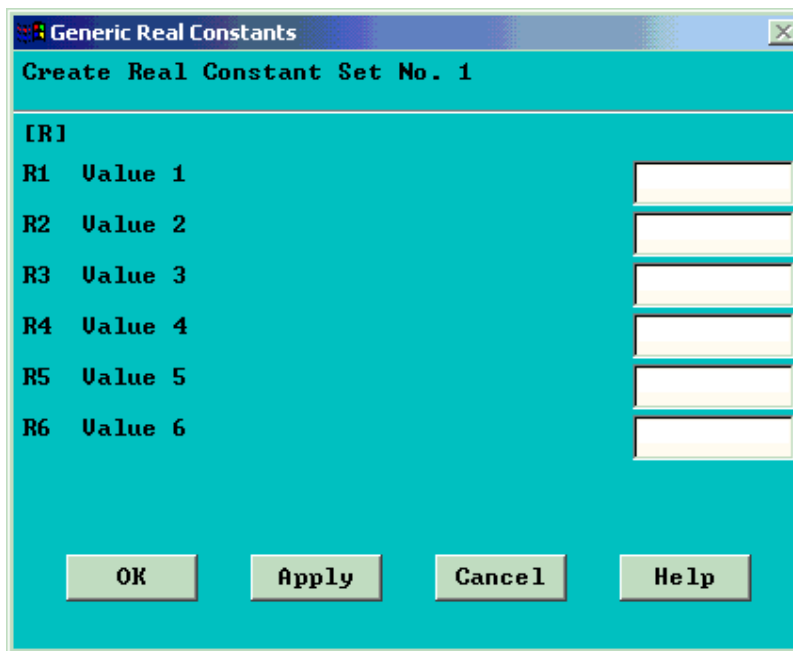 Generic Real Constants
Create Real Constant Set No. 1
[R]
R1 Value 1
R2 Value 2
R3 Value 3
R4 Value 4
R5 Value 5
R6 Value 6
OK Apply Cancel Help